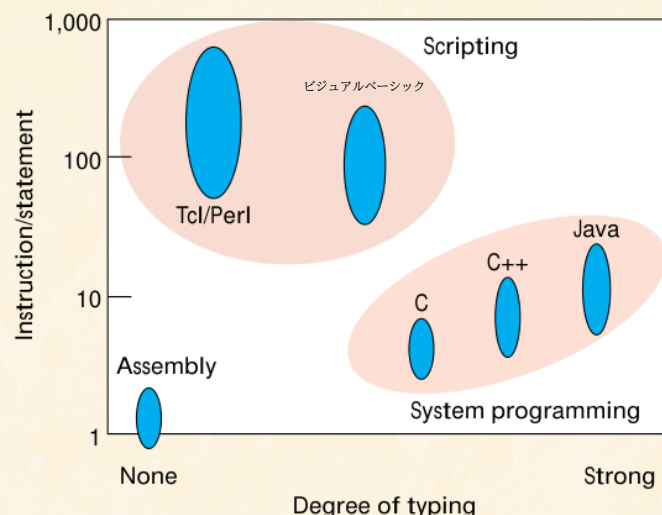 1,000
Scripting
ビジュアルベーシック
100
Tcl/Perl
Java
C++
10
C
Assembly
System programming
1
None
Strong
Degree of typing
Instruction/statement